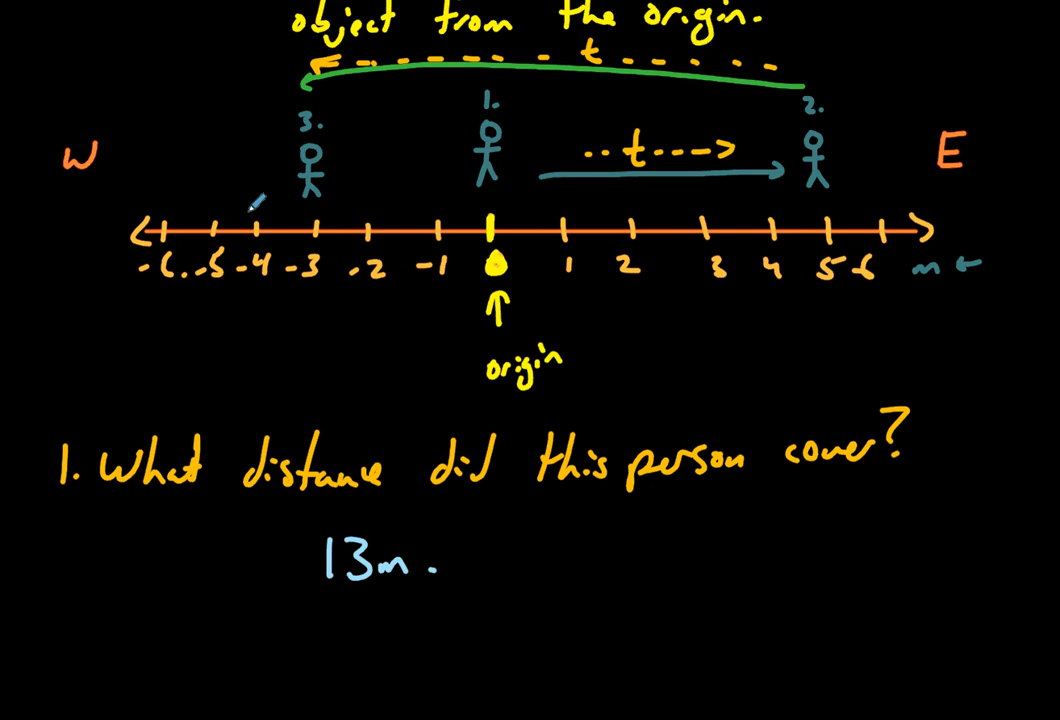 object from the origin.
t
1.
2.
3.
W
t
E
-6 -5 -4 -3 -2 -1 0 1 2 3 4 5 6 m
origin
1. What distance did this person cover?
13m.